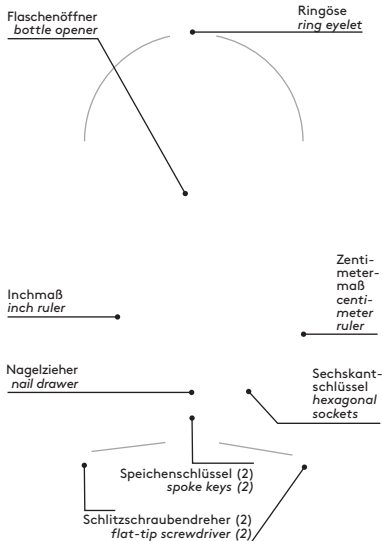 Flaschenöffner
bottle opener
Ringöse
ring eyelet
Zenti-
meter-
maß
centi-
meter
ruler
Inchmaß
inch ruler
Nagelzieher
nail drawer
Sechskant-
schlüssel
hexagonal
sockets
Speichenschlüssel (2)
spoke keys (2)
Schlitzschraubendreher (2)
flat-tip screwdriver (2)